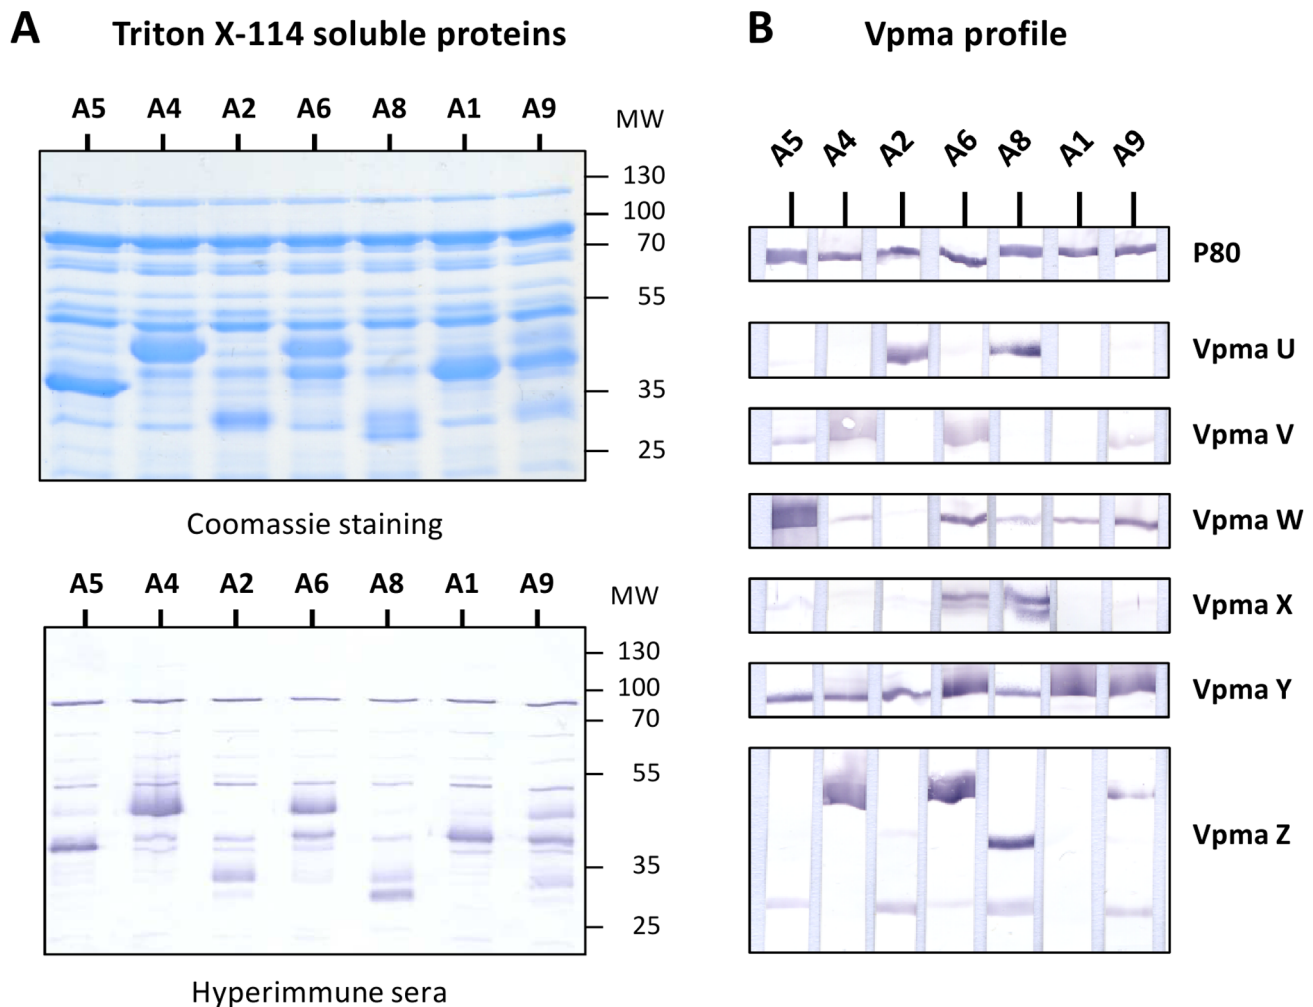 A Triton X-114 soluble proteins
A5 A4 A2 A6 A8 A1 A9
MW
130
100
70
55
35
25
Coomassie staining
A5 A4 A2 A6 A8 A1 A9
MW
130
100
70
55
35
25
Hyperimmune sera
B Vpma profile
A5 A4 A2 A6 A8 A1 A9
P80
Vpma U
Vpma V
Vpma W
Vpma X
Vpma Y
Vpma Z